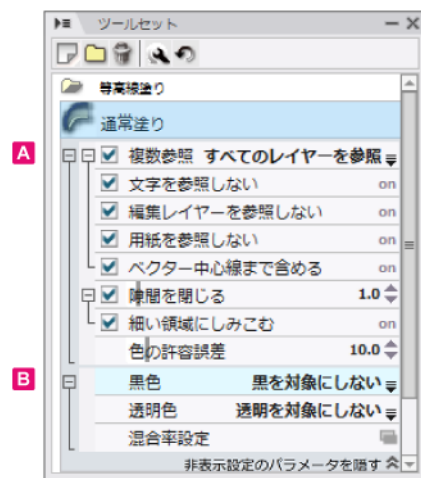 ツールセット
等高線塗り
通常塗り
A
複数参照 すべてのレイヤーを参照
文字を参照しない on
編集レイヤーを参照しない on
用紙を参照しない on
ベクター中心線まで含める on
隙間を閉じる 1.0
細い領域にしみこむ on
色の許容誤差 10.0
B
黒色 黒を対象にしない
透明色 透明を対象にしない
混合率設定
非表示設定のパラメータを隠す